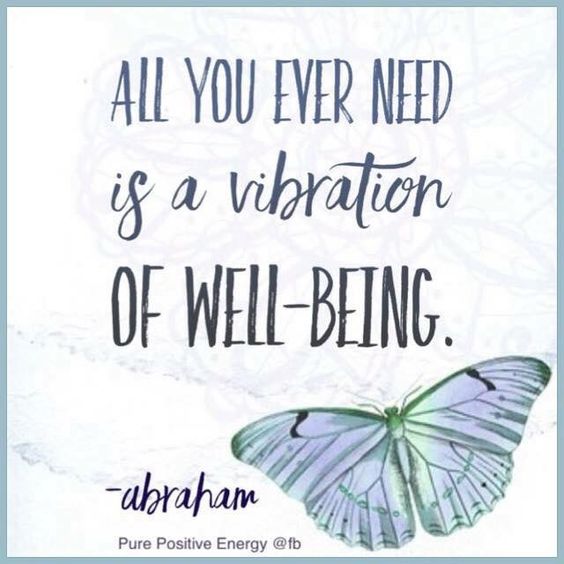 ALL YOU EVER NEED
is a vibration
OF WELL-BEING.
-abraham
Pure Positive Energy @fb